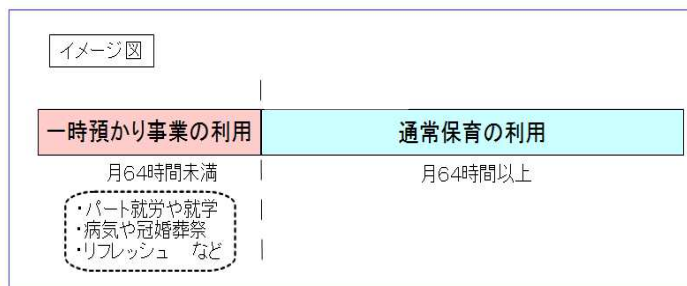 イメージ図
一時預かり事業の利用
通常保育の利用
月64時間未満
月64時間以上
・パート就労や就学
・病気や冠婚葬祭
・リフレッシュ など